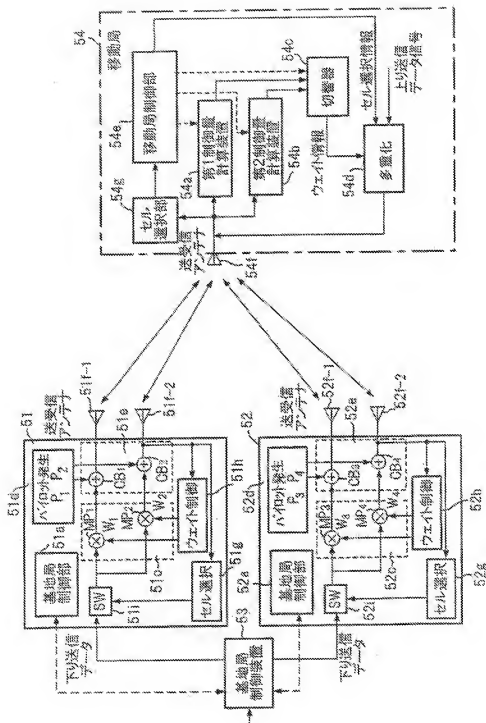 54
移動局
54e
移動局制御部
54g
セル
選択部
54a
第1制御量
計算装置
第2制御量
計算装置
54b
54c
切替器
ウェイト情報
セル選択情報
上り送信
データ信号
54d
多重化
送受信
アンテナ
54f
送受信
アンテナ
51
51d
パイロット発生
P1 P2
51a
基地局
制御部
MP1
W1
MP2
W2
CB1
CB2
51e
51f-1
51f-2
51c
51h
ウェイト制御
51g
セル選択
SW
51i
下り送信
データ
53
基地局
制御装置
送受信
アンテナ
52
52d
パイロット発生
P3 P4
52a
基地局
制御部
MP3
W3
MP4
W4
CB3
CB4
52e
52f-1
52f-2
52c
52h
ウェイト制御
52g
セル選択
SW
52i
下り送信
データ